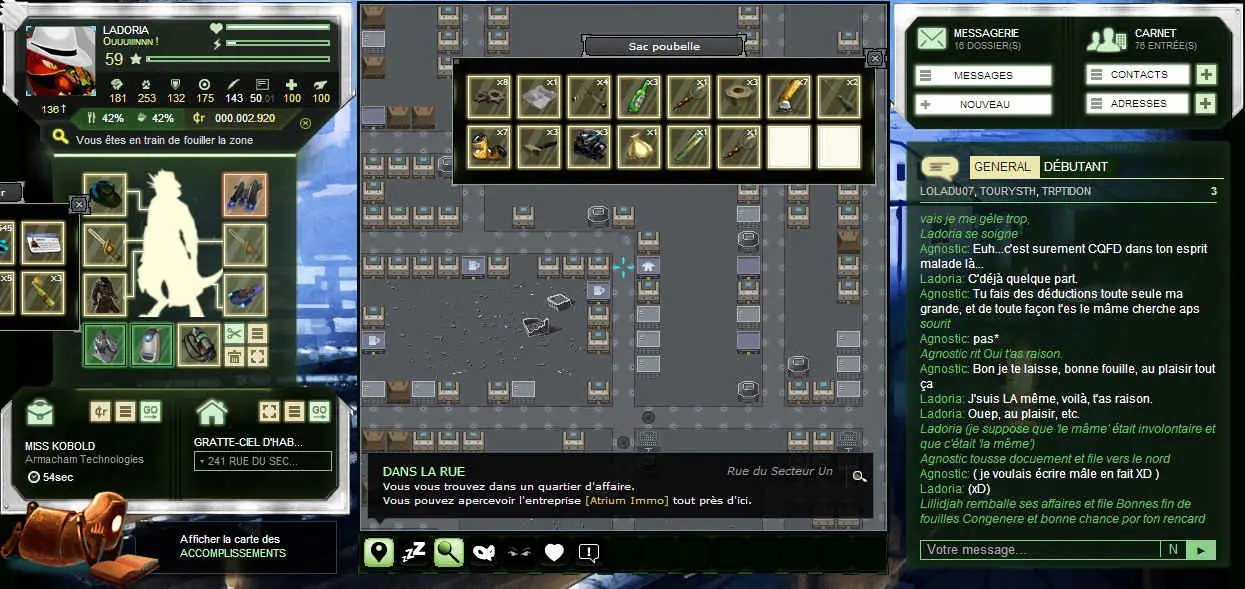 LADORIA
Ouuuiinnn !
59
136↑
181 253 132 175 143 50.01 100 100
42% 42% ¢r 000.002.920
Vous êtes en train de fouiller la zone
x5
x3
¢r
GO
GO
MISS KOBOLD
Armacham Technologies
54sec
GRATTE-CIEL D'HAB...
241 RUE DU SEC...
Afficher la carte des
ACCOMPLISSEMENTS
Sac poubelle
x8 x1 x4 x3 x1 x3 x7 x2
x7 x3 x3 x1 x1 x1
DANS LA RUE
Rue du Secteur Un
Vous vous trouvez dans un quartier d'affaire.
Vous pouvez apercevoir l'entreprise [Atrium Immo] tout près d'ici.
MESSAGERIE
16 DOSSIER(S)
MESSAGES
NOUVEAU
CARNET
76 ENTRÉE(S)
CONTACTS
ADRESSES
GENERAL DÉBUTANT
LOLADU07, TOURYSTH, TRPTIDON 3
vais je me géle trop,
Ladoria se soigne
Agnostic: Euh...c'est surement CQFD dans ton esprit
malade là...
Ladoria: C'déjà quelque part.
Agnostic: Tu fais des déductions toute seule ma
grande, et de toute façon t'es le mâme cherche aps
sourit
Agnostic: pas*
Agnostic rit Oui t'as raison.
Agnostic: Bon je te laisse, bonne fouille, au plaisir tout
ça
Ladoria: J'suis LA même, voilà, t'as raison.
Ladoria: Ouep, au plaisir, etc.
Ladoria (je suppose que 'le mâme' était involontaire et
que c'était 'la même')
Agnostic tousse docuement et file vers le nord
Agnostic: ( je voulais écrire mâle en fait XD )
Ladoria: (xD)
Lillidjah remballe ses affaires et file Bonnes fin de
fouilles Congenere et bonne chance por ton rencard
Votre message... N